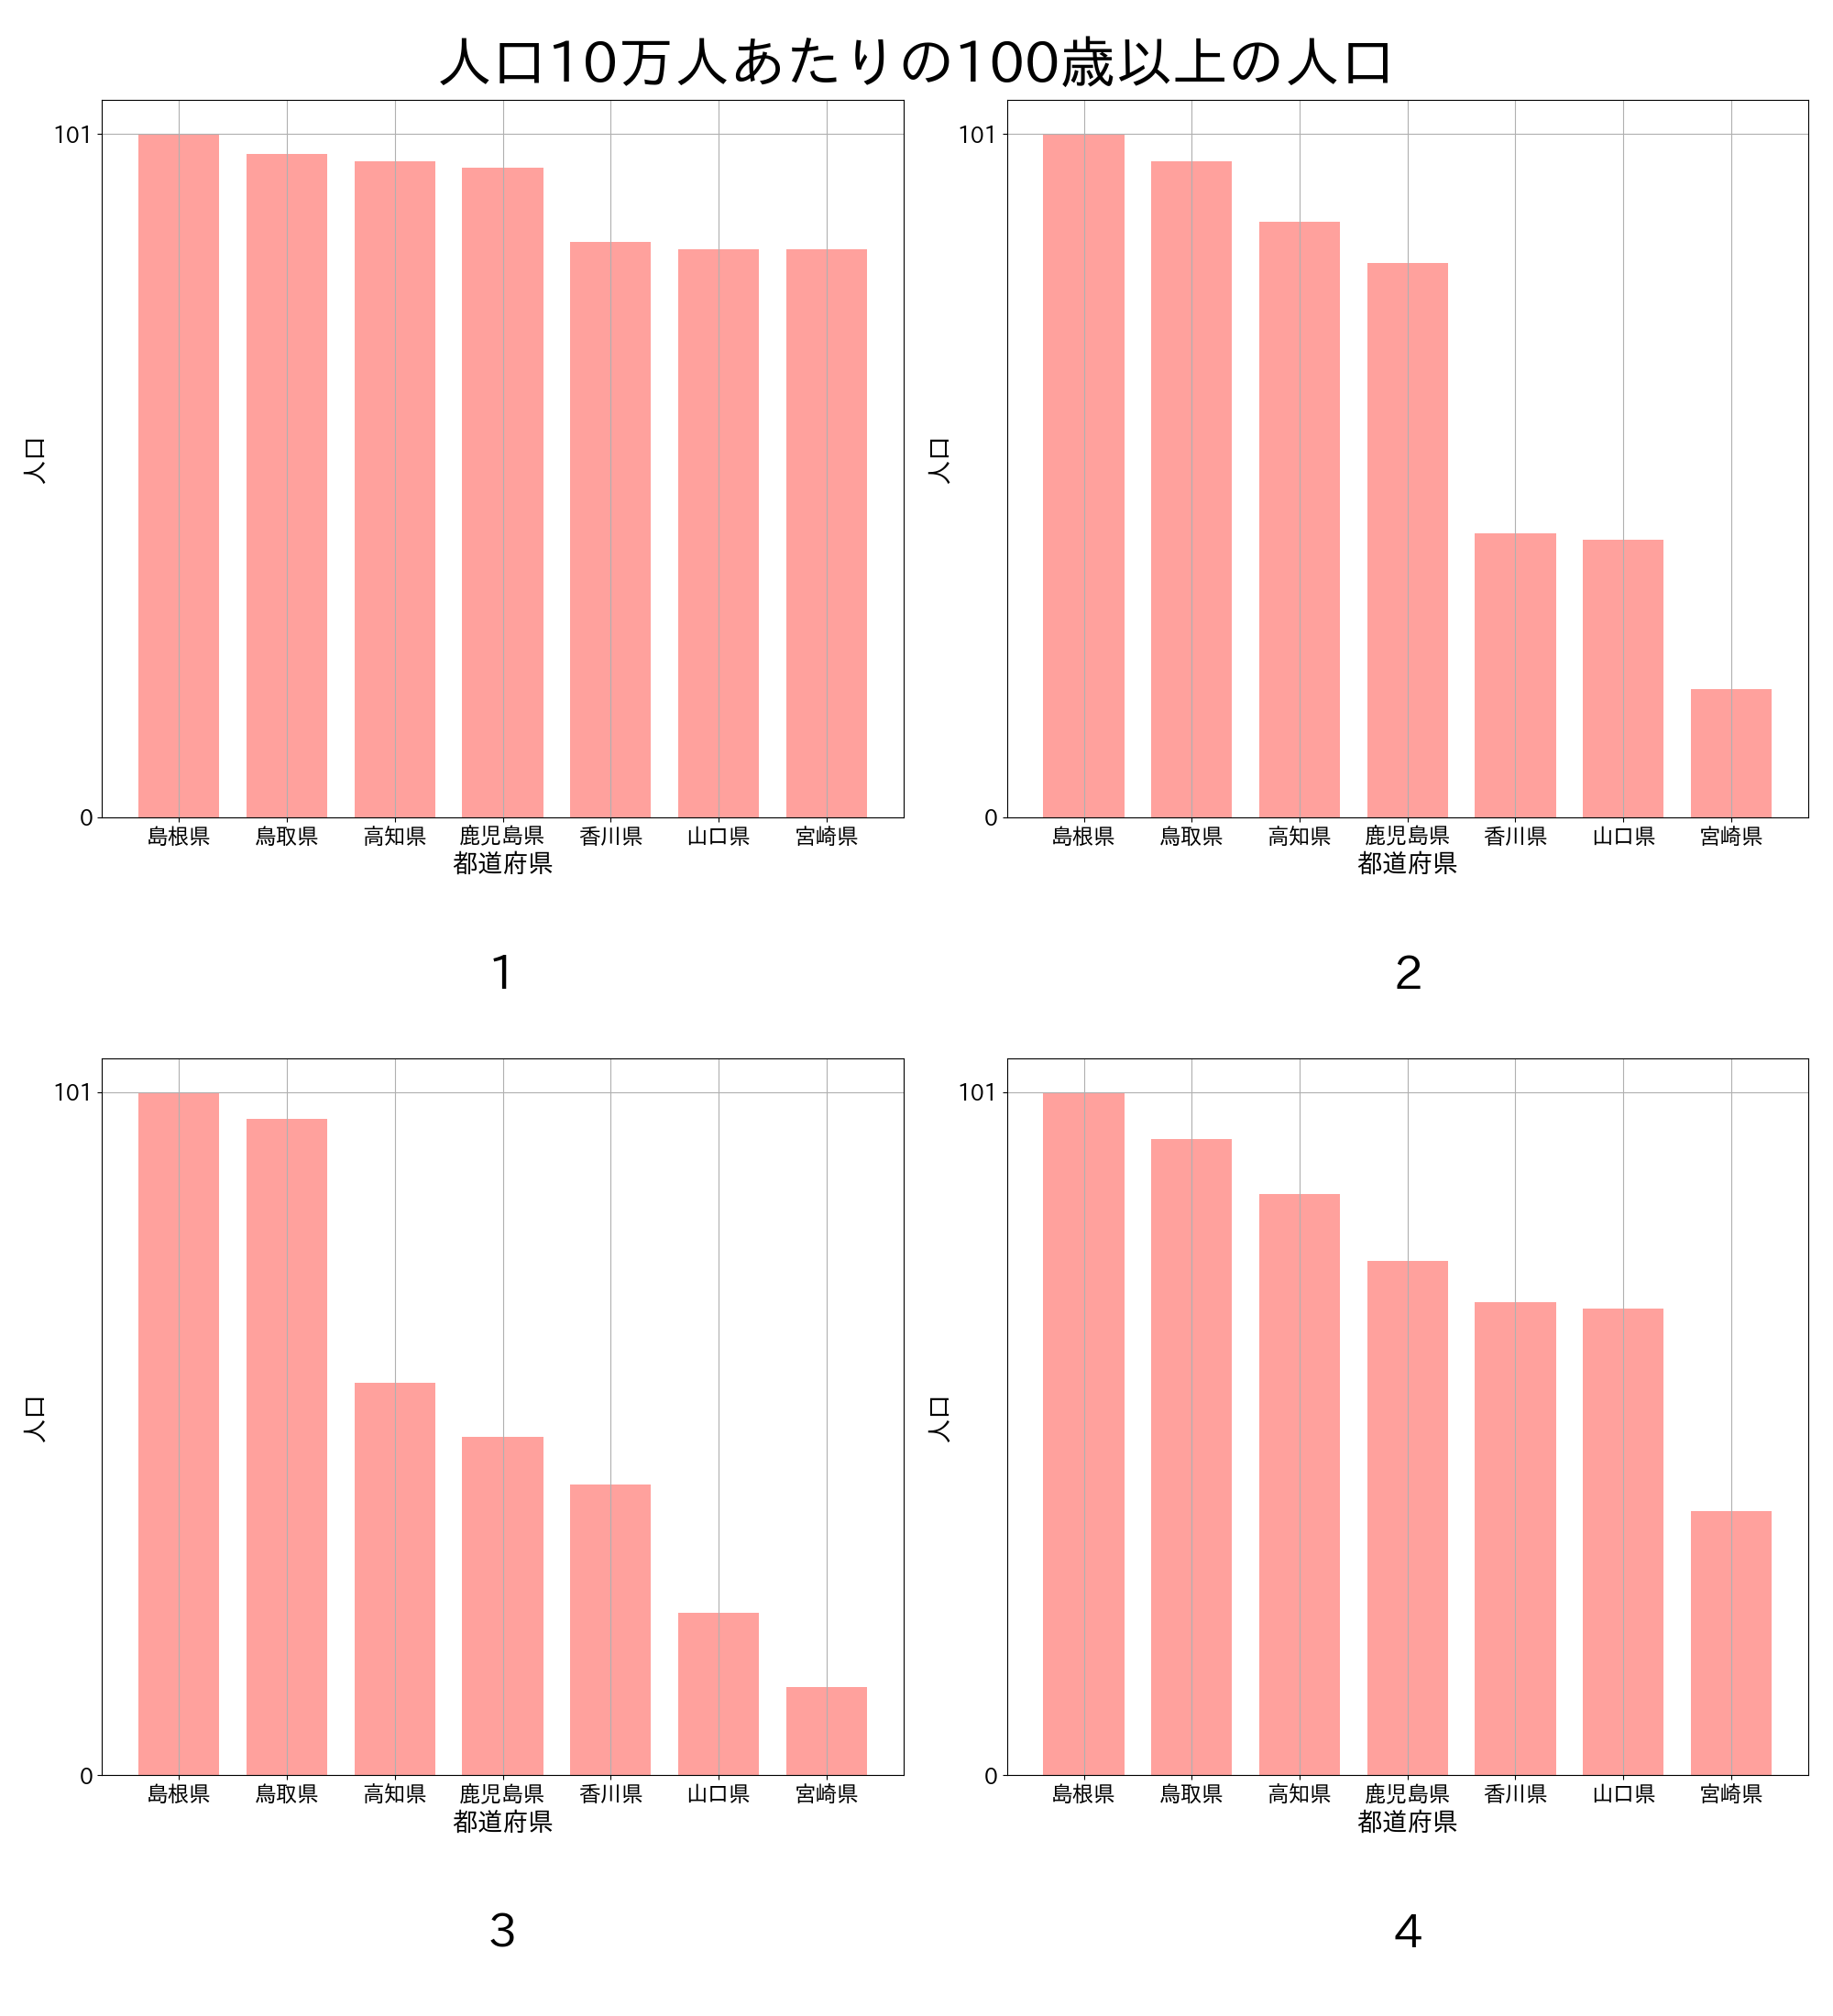 人口10万人あたりの100歳以上の人口
101
0
人口
島根県 鳥取県 高知県 鹿児島県 香川県 山口県 宮崎県
都道府県
1
101
0
人口
島根県 鳥取県 高知県 鹿児島県 香川県 山口県 宮崎県
都道府県
2
101
0
人口
島根県 鳥取県 高知県 鹿児島県 香川県 山口県 宮崎県
都道府県
3
101
0
人口
島根県 鳥取県 高知県 鹿児島県 香川県 山口県 宮崎県
都道府県
4